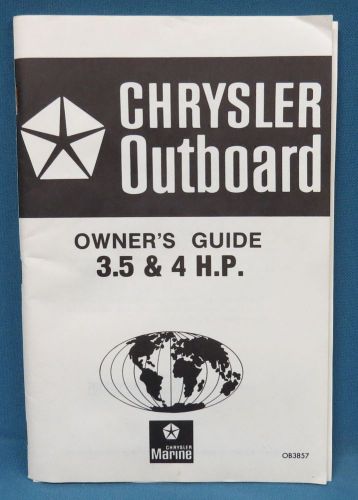 CHRYSLER
Outboard
OWNER'S GUIDE
3.5 & 4 H.P.
CHRYSLER
Marine
OB3857